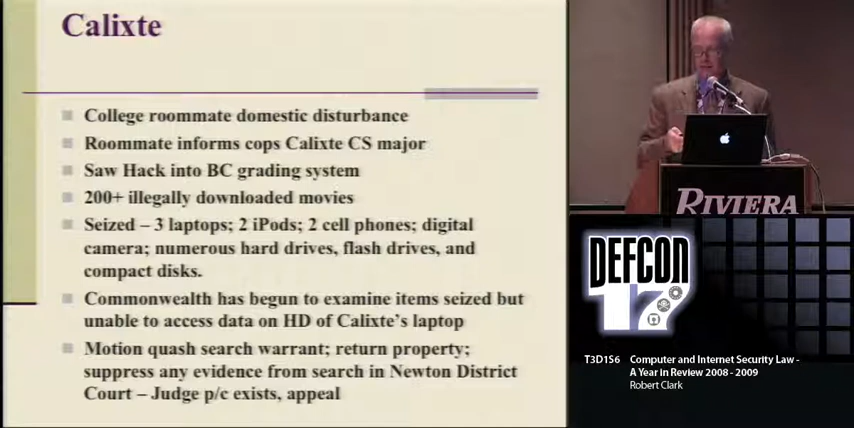 Calixte
College roommate domestic disturbance
Roommate informs cops Calixte CS major
Saw Hack into BC grading system
200+ illegally downloaded movies
Seized – 3 laptops; 2 iPods; 2 cell phones; digital
camera; numerous hard drives, flash drives, and
compact disks.
Commonwealth has begun to examine items seized but
unable to access data on HD of Calixte's laptop
Motion quash search warrant; return property;
suppress any evidence from search in Newton District
Court – Judge p/c exists, appeal
RIVIERA
DEFCON
17
T3D1S6 Computer and Internet Security Law -
A Year in Review 2008 - 2009
Robert Clark